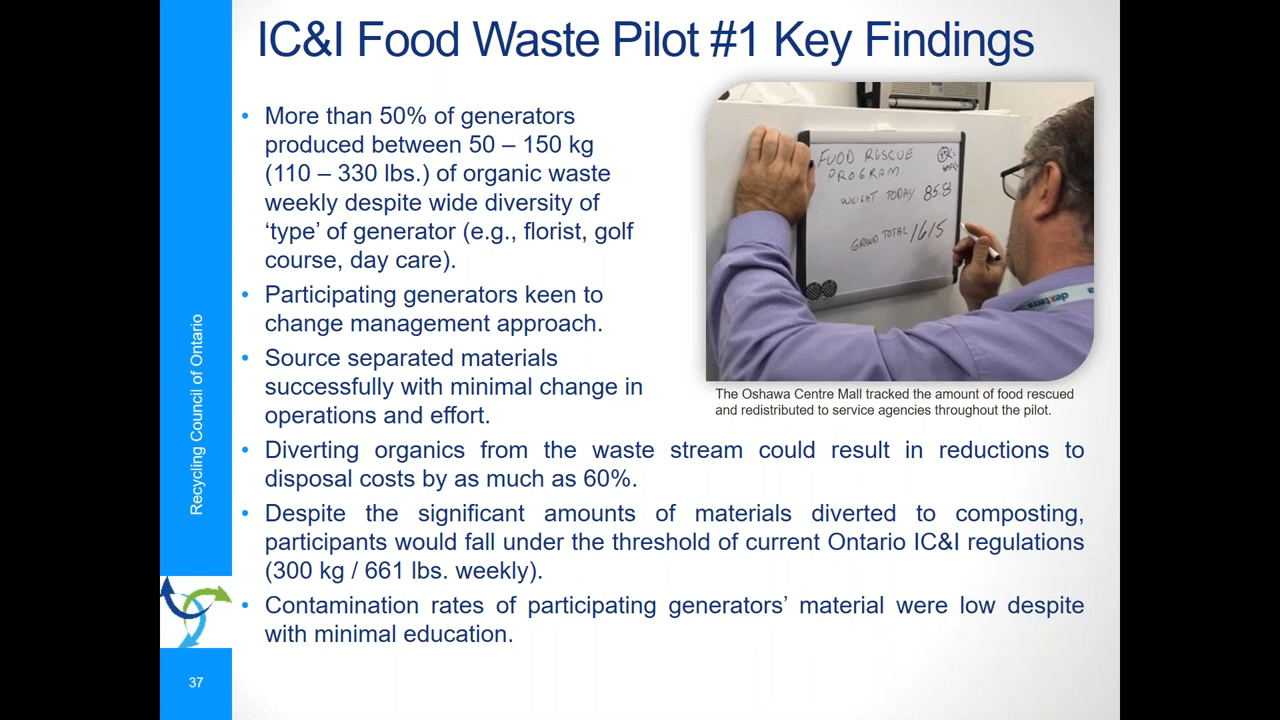 IC&I Food Waste Pilot #1 Key Findings
• More than 50% of generators
produced between 50 – 150 kg
(110 – 330 lbs.) of organic waste
weekly despite wide diversity of
‘type’ of generator (e.g., florist, golf
course, day care).
• Participating generators keen to
change management approach.
• Source separated materials
successfully with minimal change in
operations and effort.
• Diverting organics from the waste stream could result in reductions to
disposal costs by as much as 60%.
• Despite the significant amounts of materials diverted to composting,
participants would fall under the threshold of current Ontario IC&I regulations
(300 kg / 661 lbs. weekly).
• Contamination rates of participating generators’ material were low despite
with minimal education.
FOOD RESCUE
PROGRAM.
WEIGHT TODAY 85.8
GRAND TOTAL 1615
dexterra
The Oshawa Centre Mall tracked the amount of food rescued
and redistributed to service agencies throughout the pilot.
Recycling Council of Ontario
37